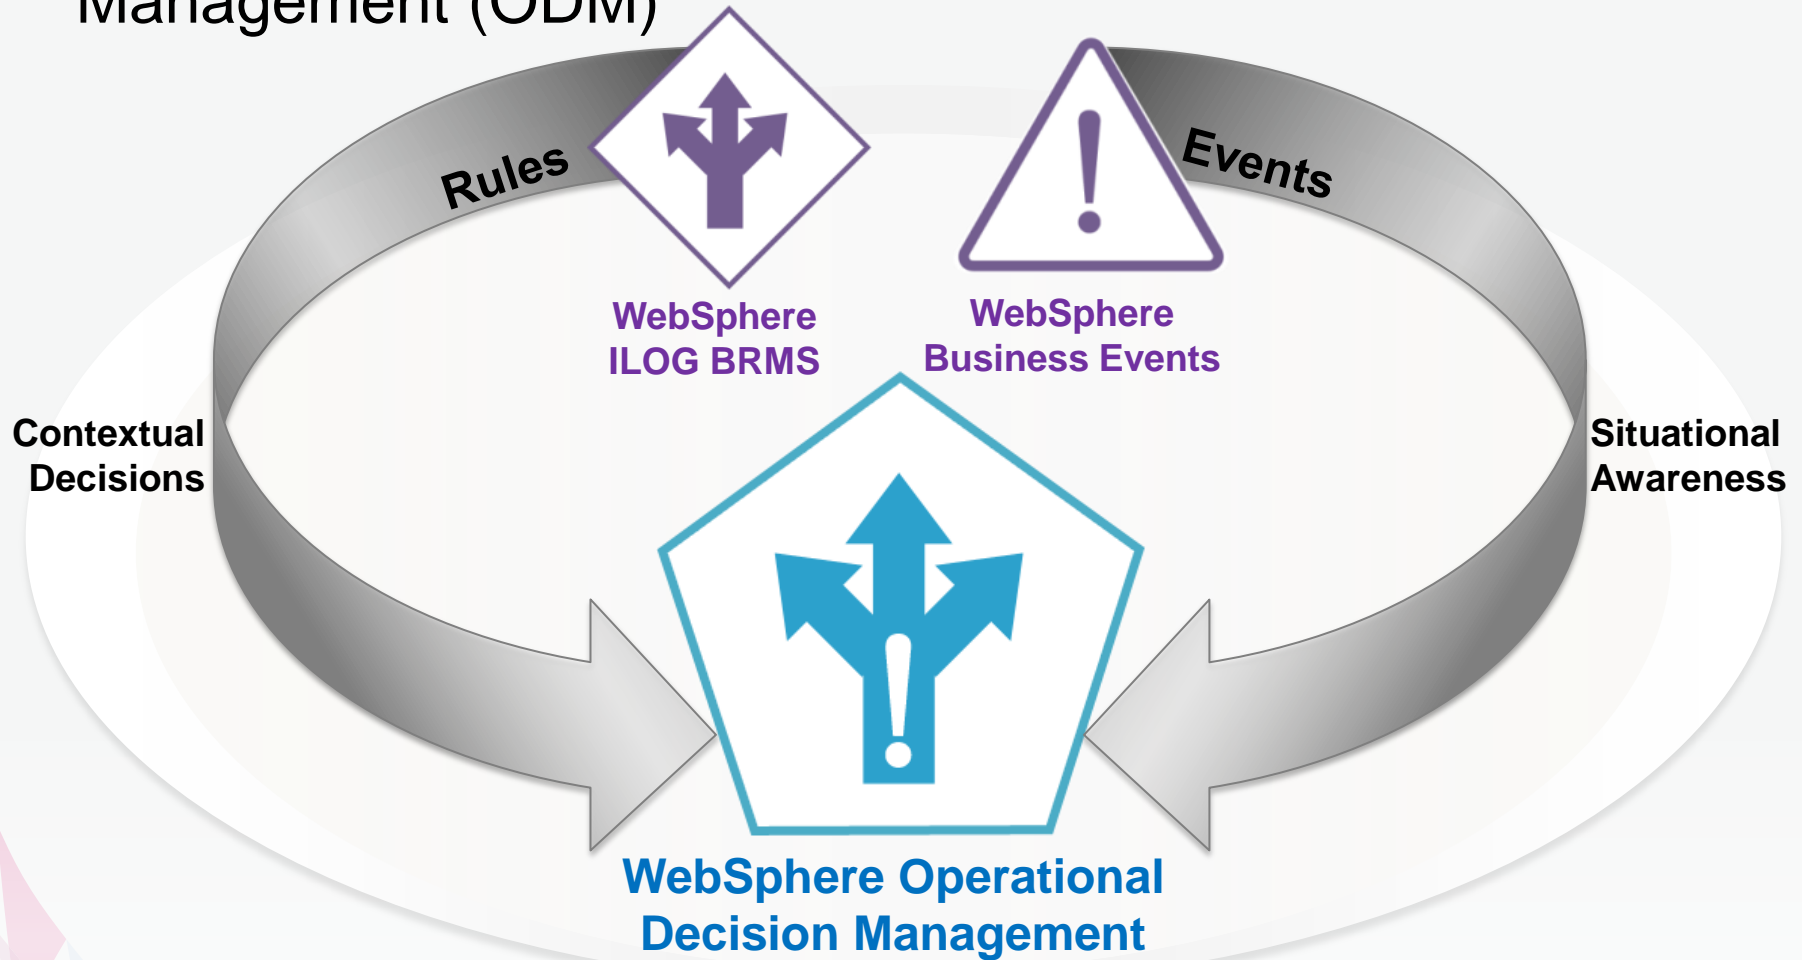 Management (ODM)
Rules
Events
WebSphere
ILOG BRMS
WebSphere
Business Events
Contextual
Decisions
Situational
Awareness
WebSphere Operational
Decision Management